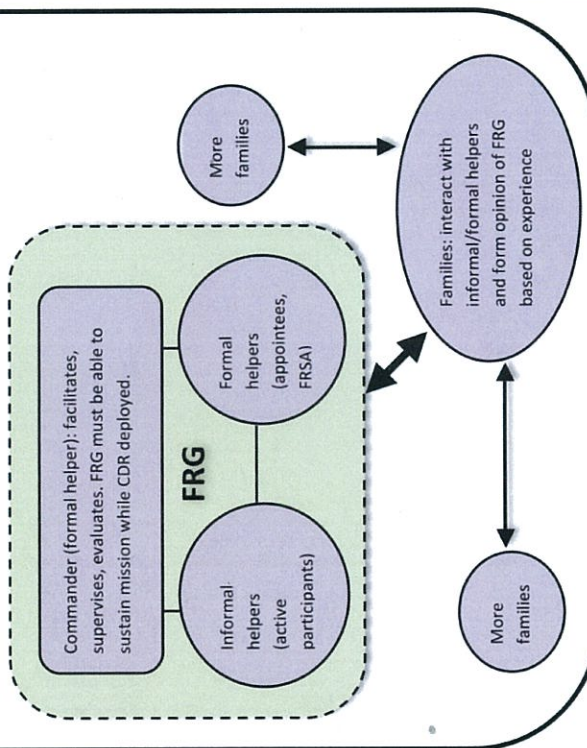 Commander (formal helper): facilitates,
supervises, evaluates. FRG must be able to
sustain mission while CDR deployed.
FRG
Informal
helpers
(active
participants)
Formal
helpers
(appointees,
FRSA)
More
families
More
families
Families: interact with
informal/formal helpers
and form opinion of FRG
based on experience